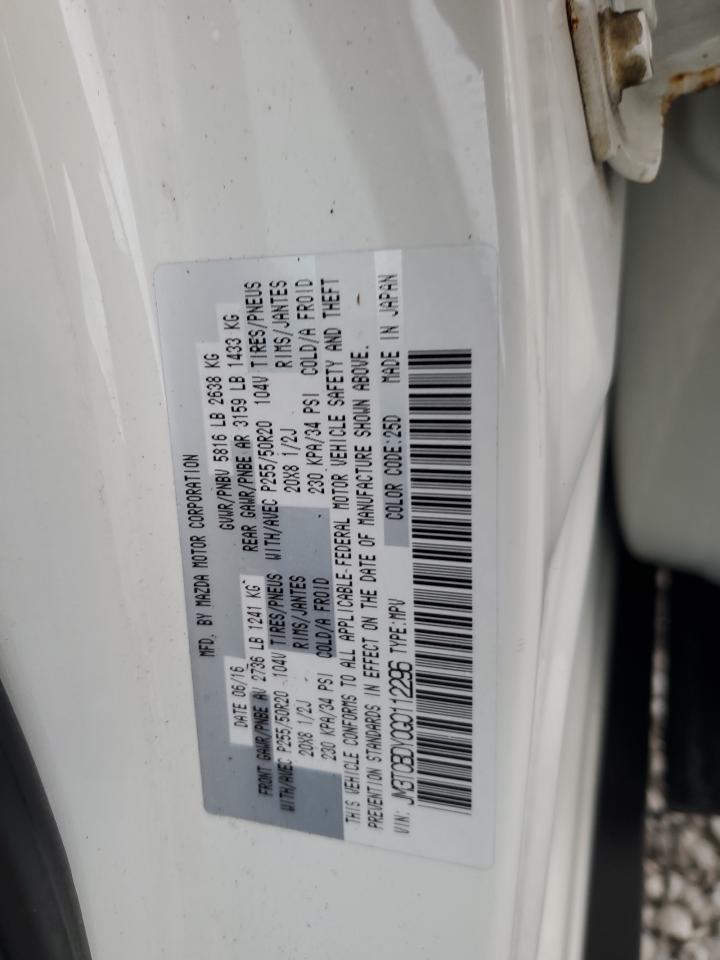 MFD. BY MAZDA MOTOR CORPORATION
DATE 06/16 GVWR/PNBV 5816 LB 2638 KG
FRONT GAWR/PNBE AV 2736 LB 1241 KG REAR GAWR/PNBE AR 3159 LB 1433 KG
WITH/AVEC P255/50R20 104V TIRES/PNEUS WITH/AVEC P255/50R20 104V TIRES/PNEUS
20X8 1/2J RIMS/JANTES 20X8 1/2J RIMS/JANTES
230 KPA/34 PSI COLD/A FROID 230 KPA/34 PSI COLD/A FROID
THIS VEHICLE CONFORMS TO ALL APPLICABLE-FEDERAL MOTOR VEHICLE SAFETY AND THEFT
PREVENTION STANDARDS IN EFFECT ON THE DATE OF MANUFACTURE SHOWN ABOVE.
VIN: JM3TCBDY0G0112296 TYPE:MPV COLOR CODE:25D MADE IN JAPAN